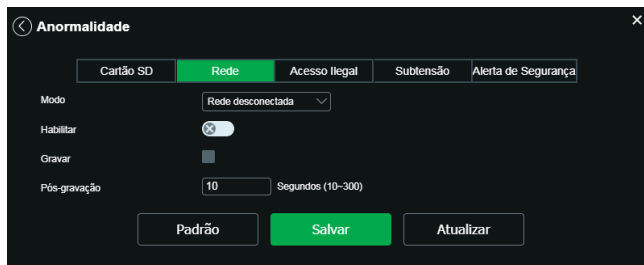 Anormalidade
Cartão SD Rede Acesso Ilegal Subtensão Alerta de Segurança
Modo Rede desconectada
Habilitar
Gravar
Pós-gravação 10 Segundos (10~300)
Padrão Salvar Atualizar